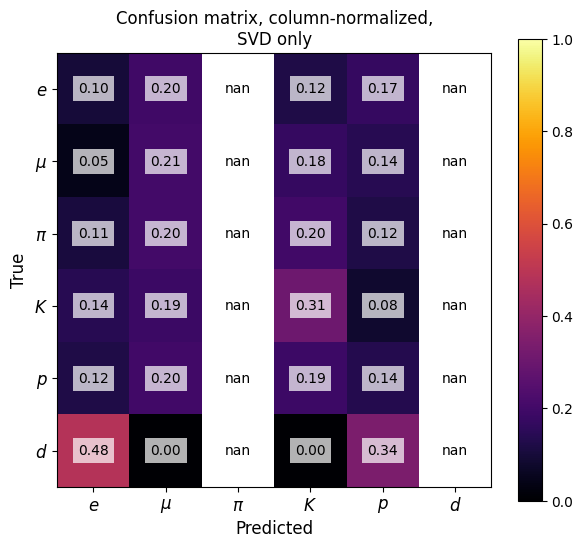 Confusion matrix, column-normalized,
SVD only
True
e 0.10 0.20 nan 0.12 0.17 nan
μ 0.05 0.21 nan 0.18 0.14 nan
π 0.11 0.20 nan 0.20 0.12 nan
K 0.14 0.19 nan 0.31 0.08 nan
p 0.12 0.20 nan 0.19 0.14 nan
d 0.48 0.00 nan 0.00 0.34 nan
e μ π K p d
Predicted
1.0
0.8
0.6
0.4
0.2
0.0